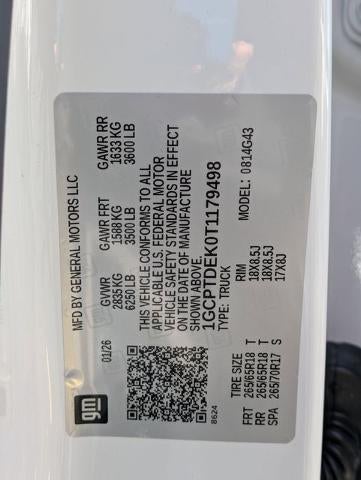 MFD BY GENERAL MOTORS LLC
01/26
GVWR
2835 KG
6250 LB
GAWR FRT
1588 KG
3500 LB
GAWR RR
1633 KG
3600 LB
THIS VEHICLE CONFORMS TO ALL
APPLICABLE U.S. FEDERAL MOTOR
VEHICLE SAFETY STANDARDS IN EFFECT
ON THE DATE OF MANUFACTURE
SHOWN ABOVE.
1GCPTDEK0T1179498
TYPE: TRUCK
MODEL: 0814G43
gm
8624
TIRE SIZE RIM
FRT 265/65R18 T 18X8.5J
RR 265/65R18 T 18X8.5J
SPA 265/70R17 S 17X8J